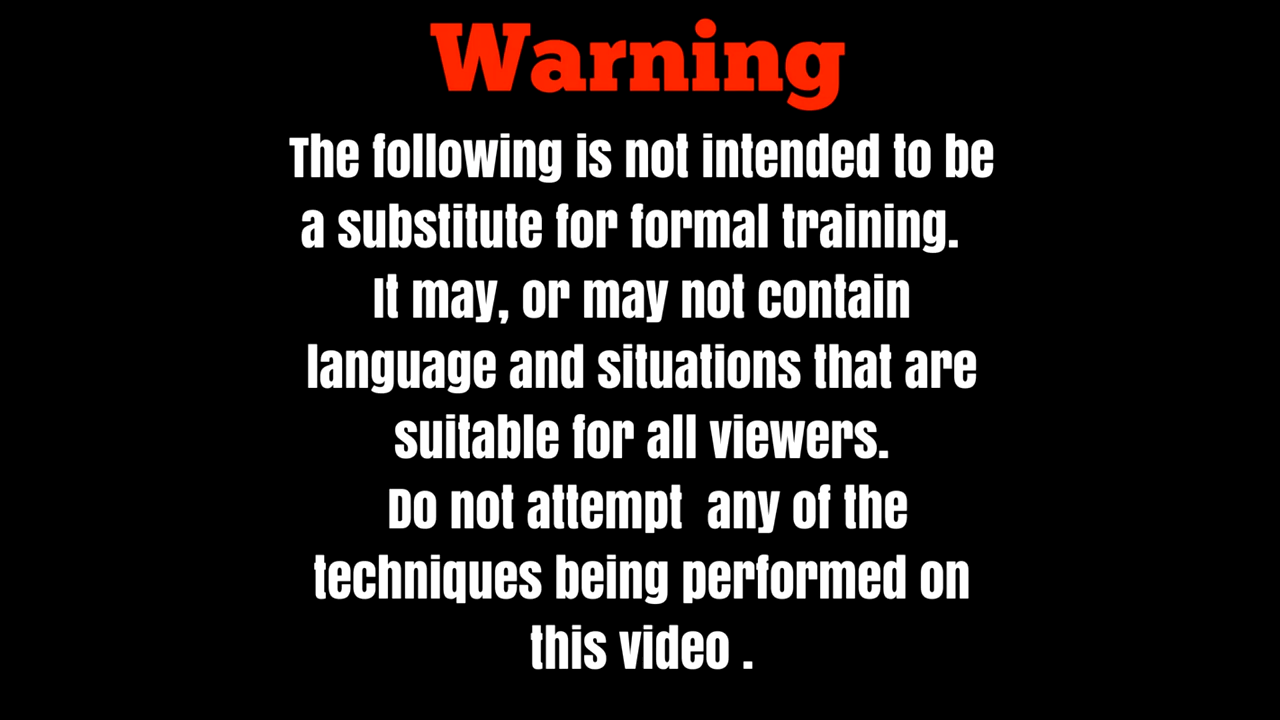 Warning
The following is not intended to be
a substitute for formal training.
It may, or may not contain
language and situations that are
suitable for all viewers.
Do not attempt  any of the
techniques being performed on
this video .